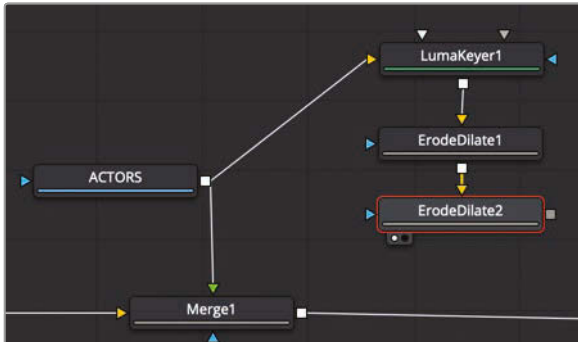 LumaKeyer1
ErodeDilate1
ACTORS
ErodeDilate2
Merge1